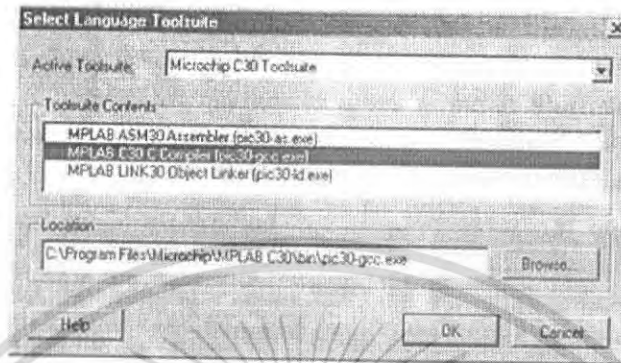 Select Language Toolsuite
Active Toolsuite: Microchip C30 Toolsuite
Toolsuite Contents
MPLAB ASM30 Assembler (pic30-as.exe)
MPLAB C30 C Compiler (pic30-gcc.exe)
MPLAB LINK30 Object Linker (pic30-ld.exe)
Location
C:\Program Files\Microchip\MPLAB C30\bin\pic30-gcc.exe Browse...
Help OK Cancel